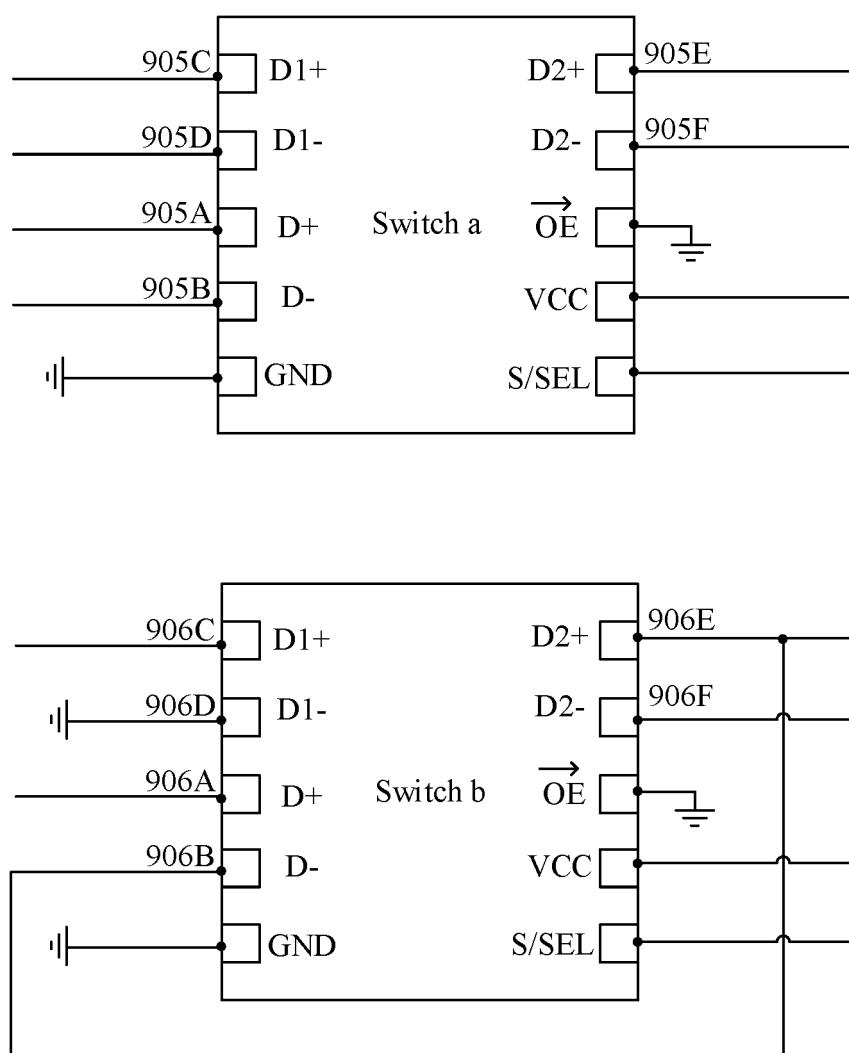 905C D1+ D2+ 905E
905D D1- D2- 905F
905A D+ Switch a OE
905B D- VCC
GND S/SEL
906C D1+ D2+ 906E
906D D1- D2- 906F
906A D+ Switch b OE
906B D- VCC
GND S/SEL